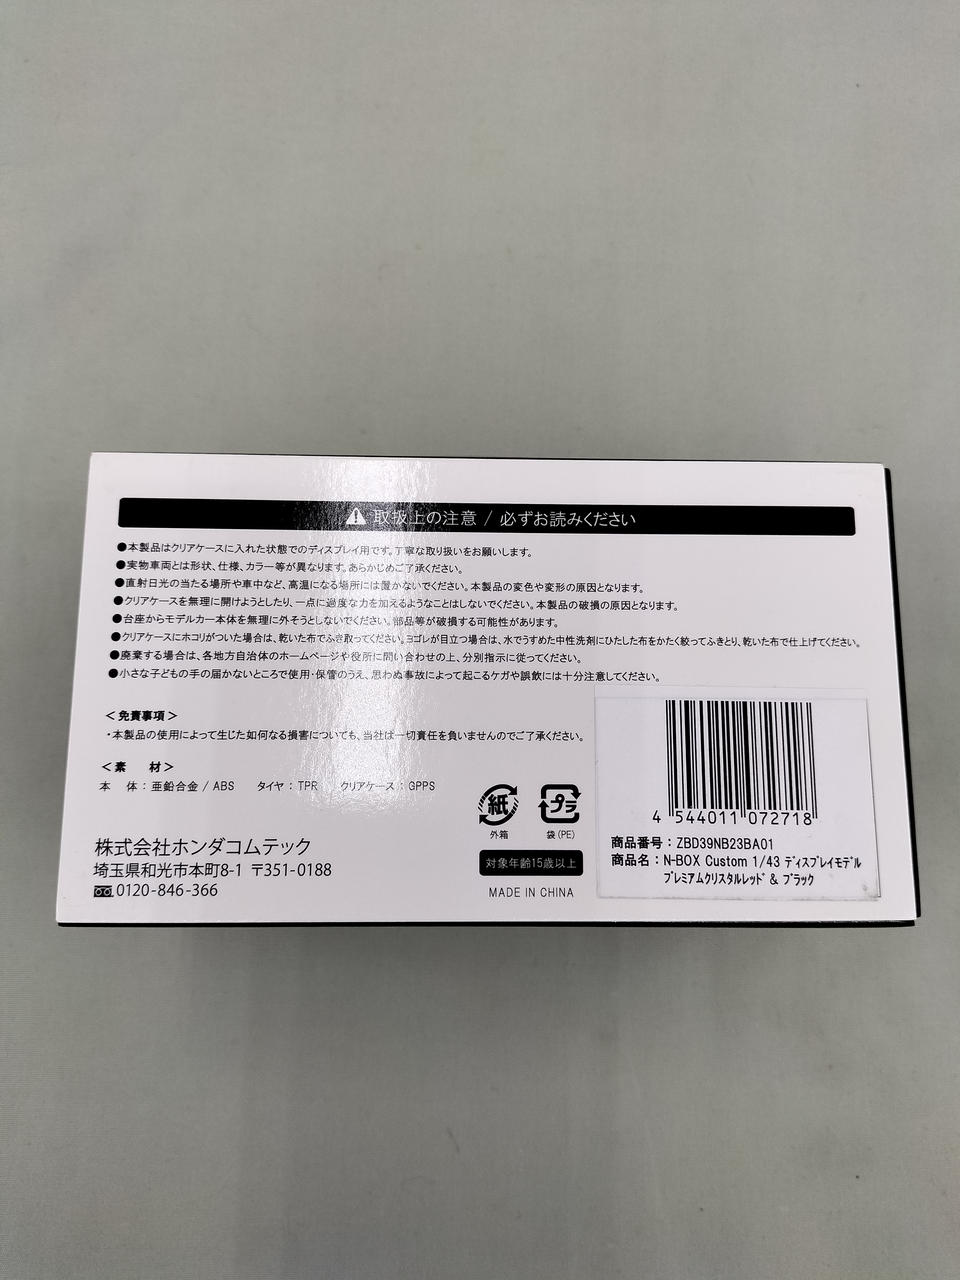 取扱上の注意 / 必ずお読みください
●本製品はクリアケースに入れた状態でのディスプレイ用です。丁寧な取り扱いをお願いします。
●実物車両とは形状、仕様、カラー等が異なります。あらかじめご了承ください。
●直射日光の当たる場所や車中など、高温になる場所には置かないでください。本製品の変色や変形の原因となります。
●クリアケースを無理に開けようとしたり、一点に過度な力を加えるようなことはしないでください。本製品の破損の原因となります。
●台座からモデルカー本体を無理に外そうとしないでください。部品等が破損する可能性があります。
●クリアケースにホコリがついた場合は、乾いた布でふき取ってください。ヨゴレが目立つ場合は、水でうすめた中性洗剤にひたした布をかたく絞ってふきとり、乾いた布で仕上げてください。
●廃棄する場合は、各地方自治体のホームページや役所に問い合わせの上、分別指示に従ってください。
●小さな子どもの手の届かないところで使用・保管のうえ、思わぬ事故によって起こるケガや誤飲には十分注意してください。
＜免責事項＞
・本製品の使用によって生じた如何なる損害についても、当社は一切責任を負いませんのでご了承ください。
＜素 材＞
本 体：亜鉛合金 / ABS タイヤ：TPR クリアケース：GPPS
株式会社ホンダコムテック
埼玉県和光市本町8-1 〒351-0188
0120-846-366
紙
外箱
プラ
袋(PE)
対象年齢15歳以上
MADE IN CHINA
4 544011 072718
商品番号：ZBD39NB23BA01
商品名：N-BOX Custom 1/43 ﾃﾞｨｽﾌﾟﾚｲﾓﾃﾞﾙ
ﾌﾟﾚﾐｱﾑｸﾘｽﾀﾙﾚｯﾄﾞ & ﾌﾞﾗｯｸ